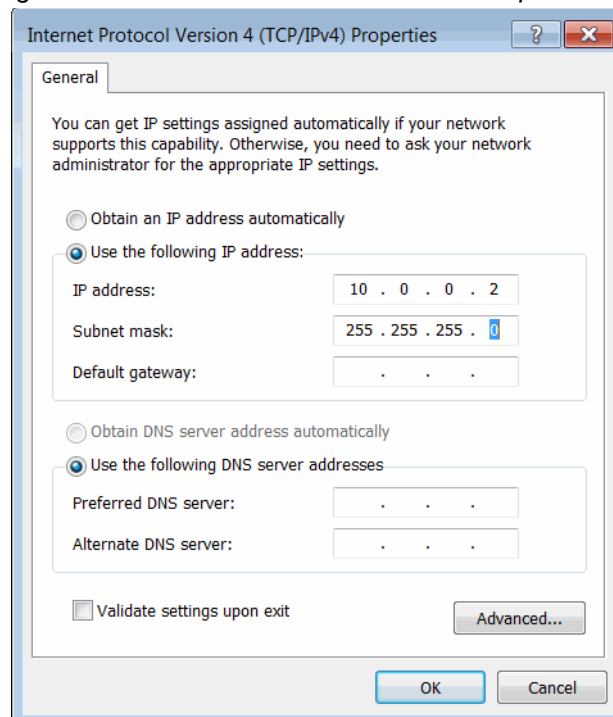 Internet Protocol Version 4 (TCP/IPv4) Properties
General
You can get IP settings assigned automatically if your network
supports this capability. Otherwise, you need to ask your network
administrator for the appropriate IP settings.
Obtain an IP address automatically
Use the following IP address:
IP address: 10 . 0 . 0 . 2
Subnet mask: 255 . 255 . 255 . 0
Default gateway: . . .
Obtain DNS server address automatically
Use the following DNS server addresses
Preferred DNS server: . . .
Alternate DNS server: . . .
Validate settings upon exit
Advanced...
OK Cancel